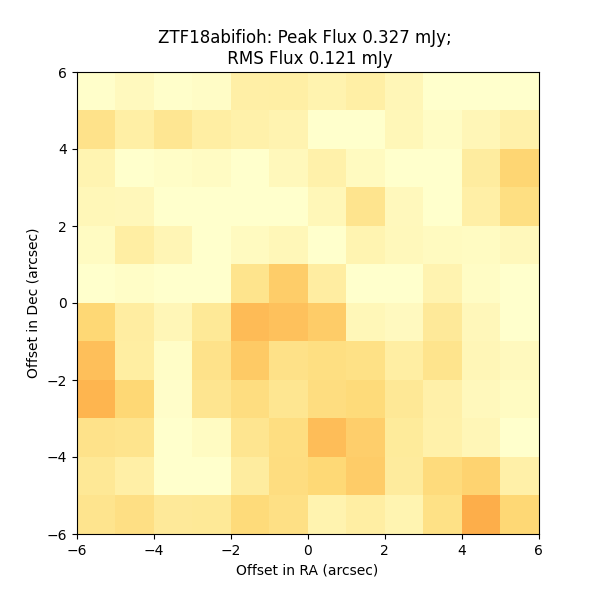 ZTF18abifioh: Peak Flux 0.327 mJy;
RMS Flux 0.121 mJy
6
4
2
0
−2
−4
−6
Offset in Dec (arcsec)
−6 −4 −2 0 2 4 6
Offset in RA (arcsec)